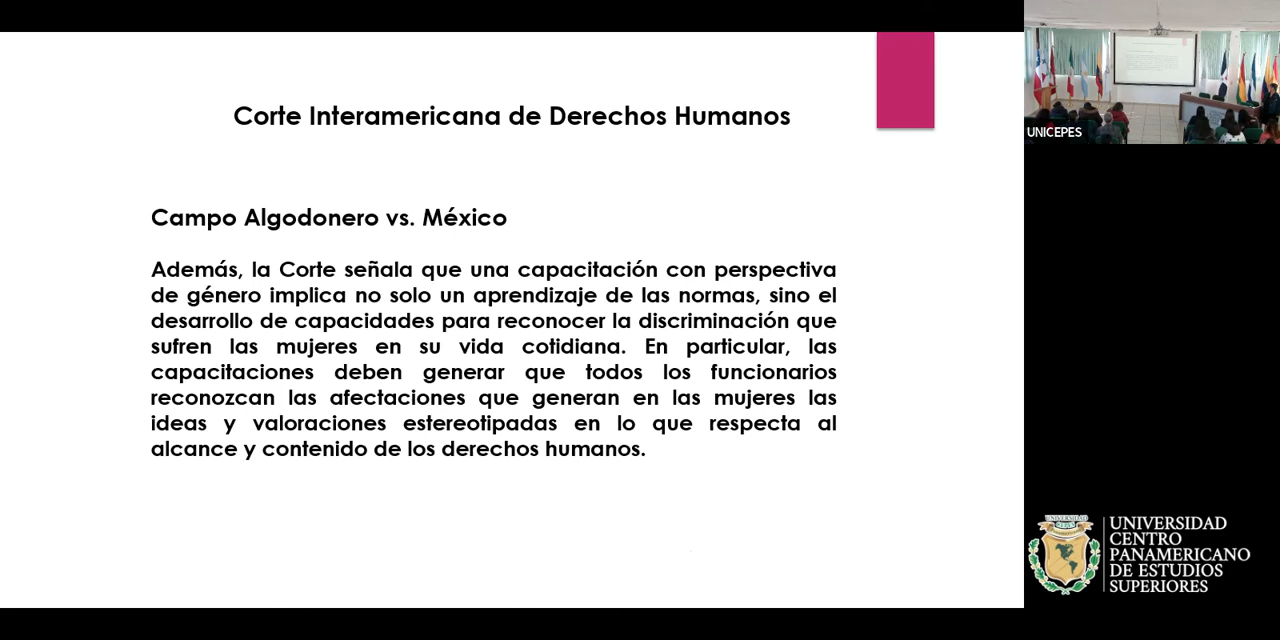 Corte Interamericana de Derechos Humanos
Campo Algodonero vs. México
Además, la Corte señala que una capacitación con perspectiva
de género implica no solo un aprendizaje de las normas, sino el
desarrollo de capacidades para reconocer la discriminación que
sufren las mujeres en su vida cotidiana. En particular, las
capacitaciones deben generar que todos los funcionarios
reconozcan las afectaciones que generan en las mujeres las
ideas y valoraciones estereotipadas en lo que respecta al
alcance y contenido de los derechos humanos.
UNICEPES
UNIVERSIDAD
CENTRO
PANAMERICANO
DE ESTUDIOS
SUPERIORES